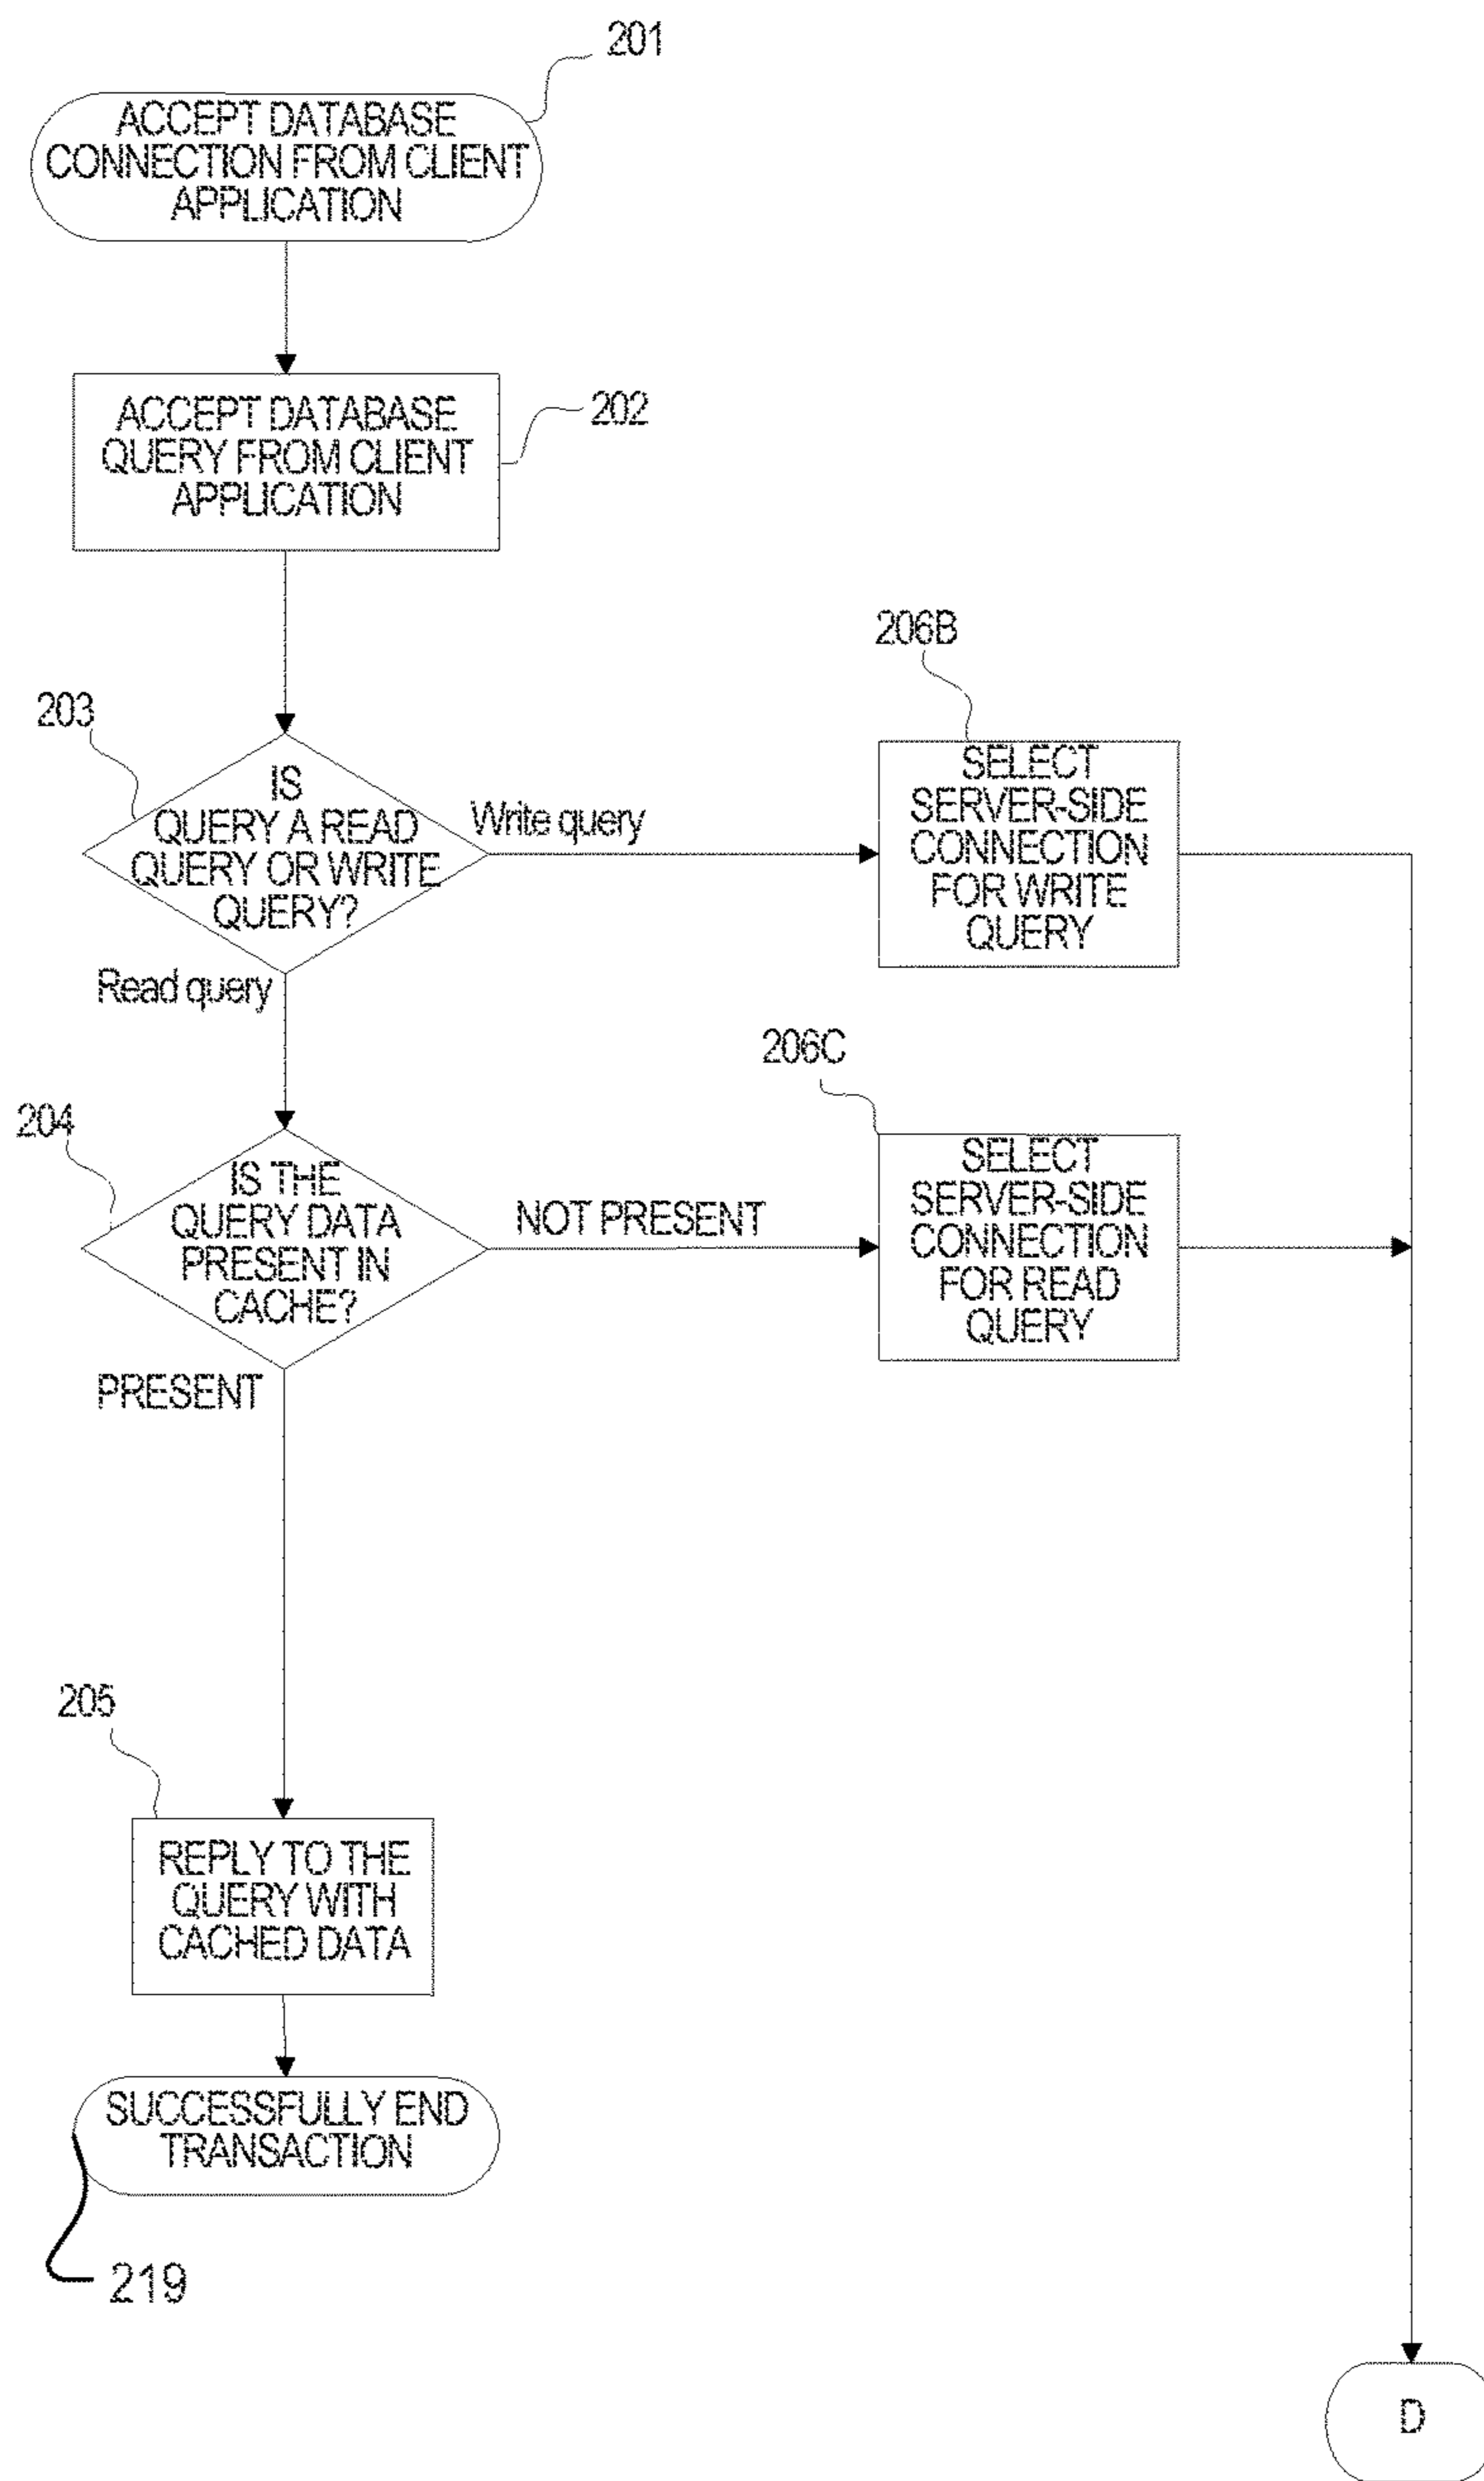 201
ACCEPT DATABASE
CONNECTION FROM CLIENT
APPLICATION
202
ACCEPT DATABASE
QUERY FROM CLIENT
APPLICATION
206B
203
IS
QUERY A READ
QUERY OR WRITE
QUERY?
Write query
SELECT
SERVER-SIDE
CONNECTION
FOR WRITE
QUERY
Read query
206C
204
IS THE
QUERY DATA
PRESENT IN
CACHE?
NOT PRESENT
SELECT
SERVER-SIDE
CONNECTION
FOR READ
QUERY
PRESENT
205
REPLY TO THE
QUERY WITH
CACHED DATA
SUCCESSFULLY END
TRANSACTION
219
D